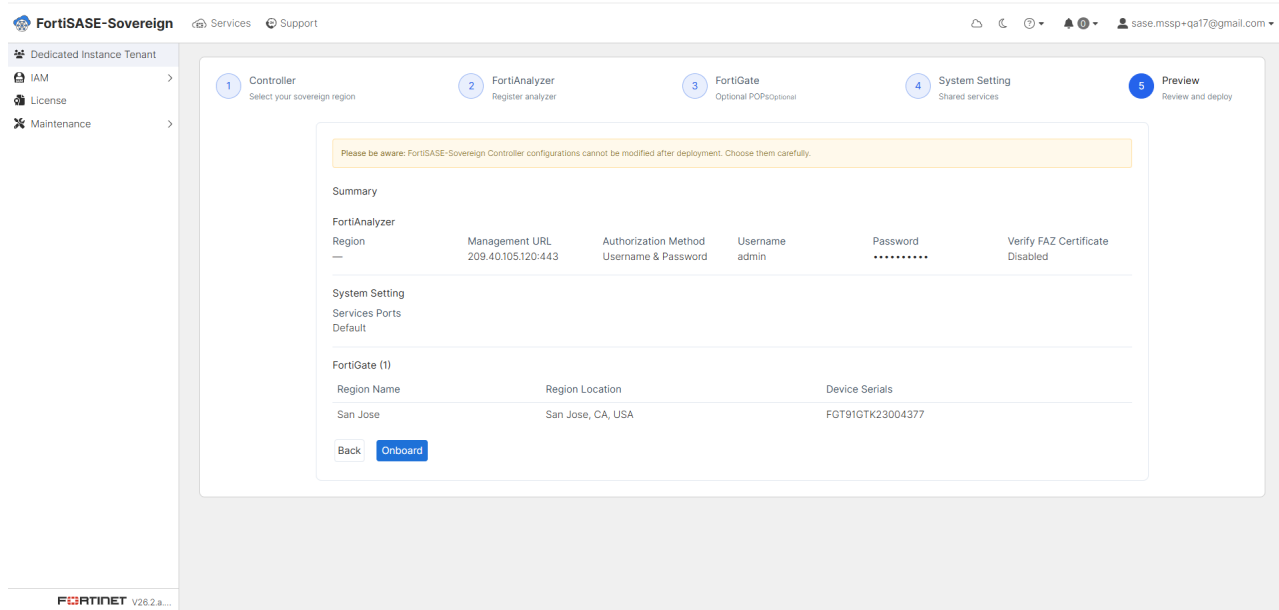 FortiSASE-Sovereign Services Support 0 sase.mssp+qa17@gmail.com
Dedicated Instance Tenant
IAM
License
Maintenance
1 Controller 2 FortiAnalyzer 3 FortiGate 4 System Setting 5 Preview
Select your sovereign region Register analyzer Optional POPsOptional Shared services Review and deploy
Please be aware: FortiSASE-Sovereign Controller configurations cannot be modified after deployment. Choose them carefully.
Summary
FortiAnalyzer
Region Management URL Authorization Method Username Password Verify FAZ Certificate
— 209.40.105.120:443 Username & Password admin •••••••••• Disabled
System Setting
Services Ports
Default
FortiGate (1)
Region Name Region Location Device Serials
San Jose San Jose, CA, USA FGT91GTK23004377
Back Onboard
FORTINET V26.2.a....